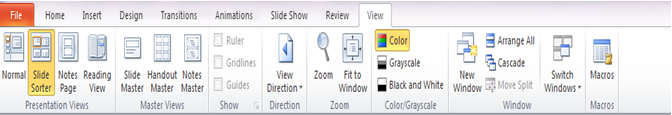 File Home Insert Design Transitions Animations Slide Show Review View
Normal Slide Sorter Notes Page Reading View
Presentation Views
Slide Master Handout Master Notes Master
Master Views
Ruler
Gridlines
Guides
Show
View Direction
Direction
Zoom Fit to Window
Zoom
Color
Grayscale
Black and White
Color/Grayscale
New Window
Arrange All
Cascade
Move Split
Switch Windows
Window
Macros
Macros